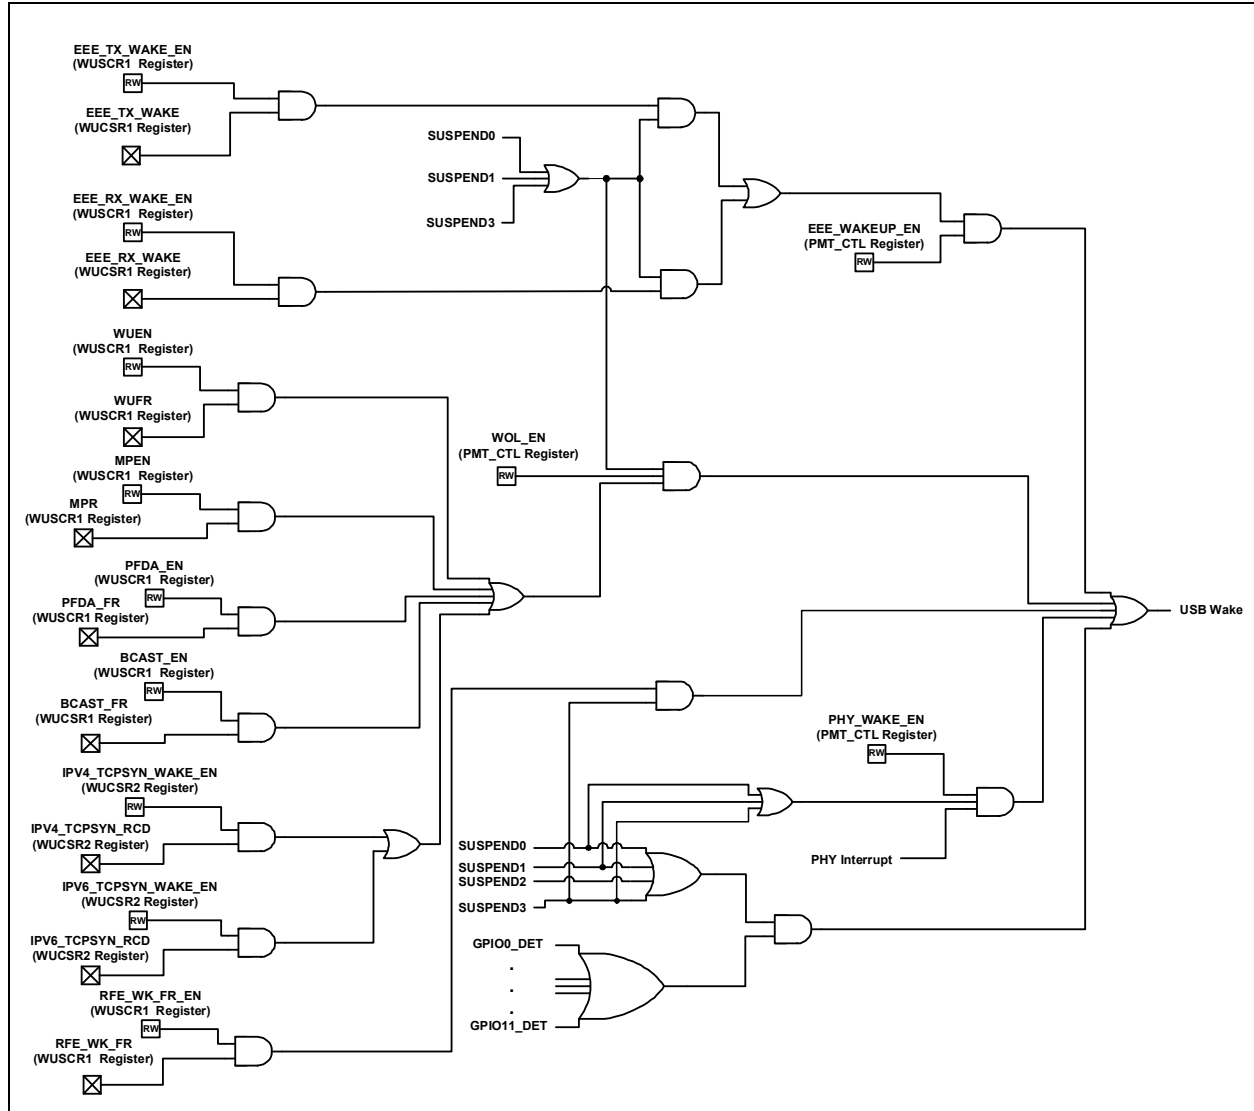 EEE_TX_WAKE_EN
(WUSCR1 Register)
RW
EEE_TX_WAKE
(WUCSR1 Register)
SUSPEND0
SUSPEND1
SUSPEND3
EEE_RX_WAKE_EN
(WUSCR1 Register)
RW
EEE_RX_WAKE
(WUCSR1 Register)
EEE_WAKEUP_EN
(PMT_CTL Register)
RW
WUEN
(WUSCR1 Register)
RW
WUFR
(WUSCR1 Register)
WOL_EN
(PMT_CTL Register)
RW
MPEN
(WUSCR1 Register)
RW
MPR
(WUSCR1 Register)
PFDA_EN
(WUSCR1 Register)
RW
PFDA_FR
(WUSCR1 Register)
USB Wake
BCAST_EN
(WUSCR1 Register)
RW
BCAST_FR
(WUCSR1 Register)
PHY_WAKE_EN
(PMT_CTL Register)
RW
IPV4_TCPSYN_WAKE_EN
(WUCSR2 Register)
RW
IPV4_TCPSYN_RCD
(WUCSR2 Register)
PHY Interrupt
SUSPEND0
SUSPEND1
SUSPEND2
SUSPEND3
IPV6_TCPSYN_WAKE_EN
(WUCSR2 Register)
RW
IPV6_TCPSYN_RCD
(WUCSR2 Register)
GPIO0_DET
.
.
.
GPIO11_DET
RFE_WK_FR_EN
(WUSCR1 Register)
RW
RFE_WK_FR
(WUSCR1 Register)